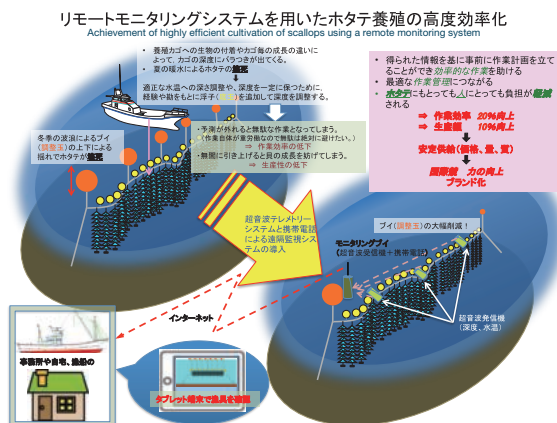 リモートモニタリングシステムを用いたホタテ養殖の高度効率化
Achievement of highly efficient cultivation of scallops using a remote monitoring system
• 養殖カゴへの生物の付着やカゴ毎の成長の違いに
よって、カゴの深度にバラつきが出てくる。
• 夏の暖水によるホタテの斃死
適正な水温への深さ調整や、深度を一定に保つために、
経験や勘をもとに浮子( )を追加して深度を調整する。
• 得られた情報を基に事前に作業計画を立て
ることができ効率的な作業を助ける
• 最適な作業管理につながる
• ホタテにもとっても人にとっても負担が軽減
される
⇒ 作業効率 20%向上
⇒ 生産額 10%向上
安定供給(価格、量、質)
国際競 力の向上
ブランド化
冬季の波浪によるブイ
(調整玉)の上下による
揺れでホタテが斃死
•予測が外れると無駄な作業となってしまう。
(作業自体が重労働なので無駄は絶対に避けたい。)
⇒ 作業効率の低下
•無闇に引き上げると貝の成長を妨げてしまう。
⇒ 生産性の低下
超音波テレメトリー
システムと携帯電話
による遠隔監視シス
テムの導入
ブイ(調整玉)の大幅削減!
モニタリングブイ
(超音波受信機+携帯電話)
超音波発信機
(深度、水温)
インターネット
事務所や自宅、漁船の
タブレット端末で漁具を確認